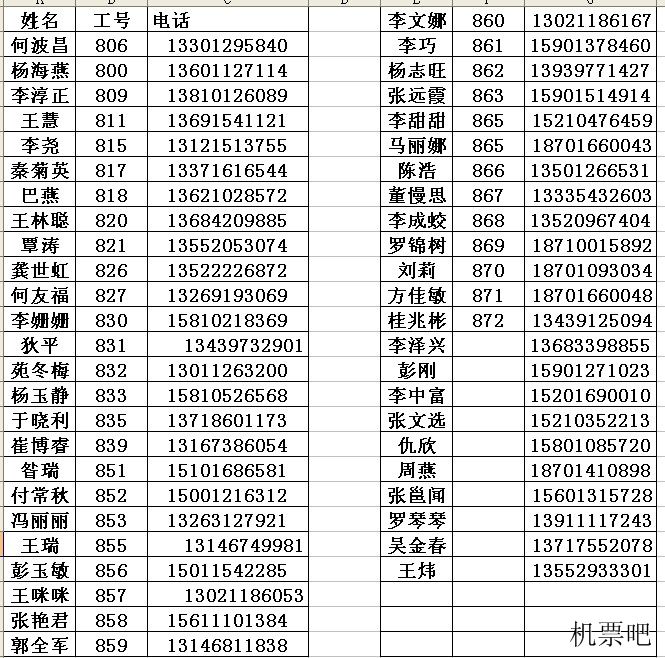 姓名 工号 电话 李文娜 860 13021186167
何波昌 806 13301295840 李巧 861 15901378460
杨海燕 800 13601127114 杨志旺 862 13939771427
李淳正 809 13810126089 张远霞 863 15901514914
王慧 811 13691541121 李甜甜 865 15210476459
李尧 815 13121513755 马丽娜 865 18701660043
秦菊英 817 13371616544 陈浩 866 13501266531
巴燕 818 13621028572 董慢思 867 13335432603
王林聪 820 13684209885 李成蛟 868 13520967404
覃涛 821 13552053074 罗锦树 869 18710015892
龚世虹 826 13522226872 刘莉 870 18701093034
何友福 827 13269193069 方佳敏 871 18701660048
李姗姗 830 15810218369 桂兆彬 872 13439125094
狄平 831 13439732901 李泽兴 13683398855
苑冬梅 832 13011263200 彭刚 15901271023
杨玉静 833 15810526568 李中富 15201690010
于晓利 835 13718601173 张文选 15210352213
崔博睿 839 13167386054 仇欣 15801085720
昝瑞 851 15101686581 周燕 18701410898
付常秋 852 15001216312 张邕闻 15601315728
冯丽丽 853 13263127921 罗琴琴 13911117243
王瑞 855 13146749981 吴金春 13717552078
彭玉敏 856 15011542285 王炜 13552933301
王咪咪 857 13021186053
张艳君 858 15611101384
郭全军 859 13146811838
机票吧